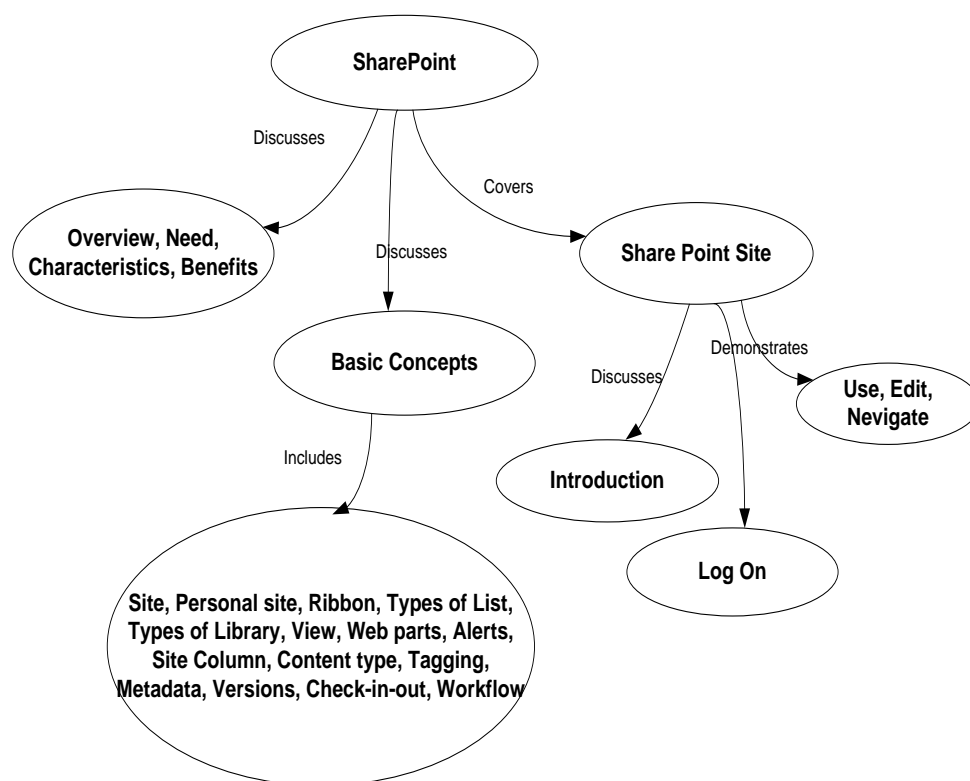 SharePoint
Discusses
Covers
Overview, Need,
Characteristics, Benefits
Discusses
Share Point Site
Basic Concepts
Demonstrates
Discusses
Use, Edit,
Nevigate
Includes
Introduction
Log On
Site, Personal site, Ribbon, Types of List,
Types of Library, View, Web parts, Alerts,
Site Column, Content type, Tagging,
Metadata, Versions, Check-in-out, Workflow